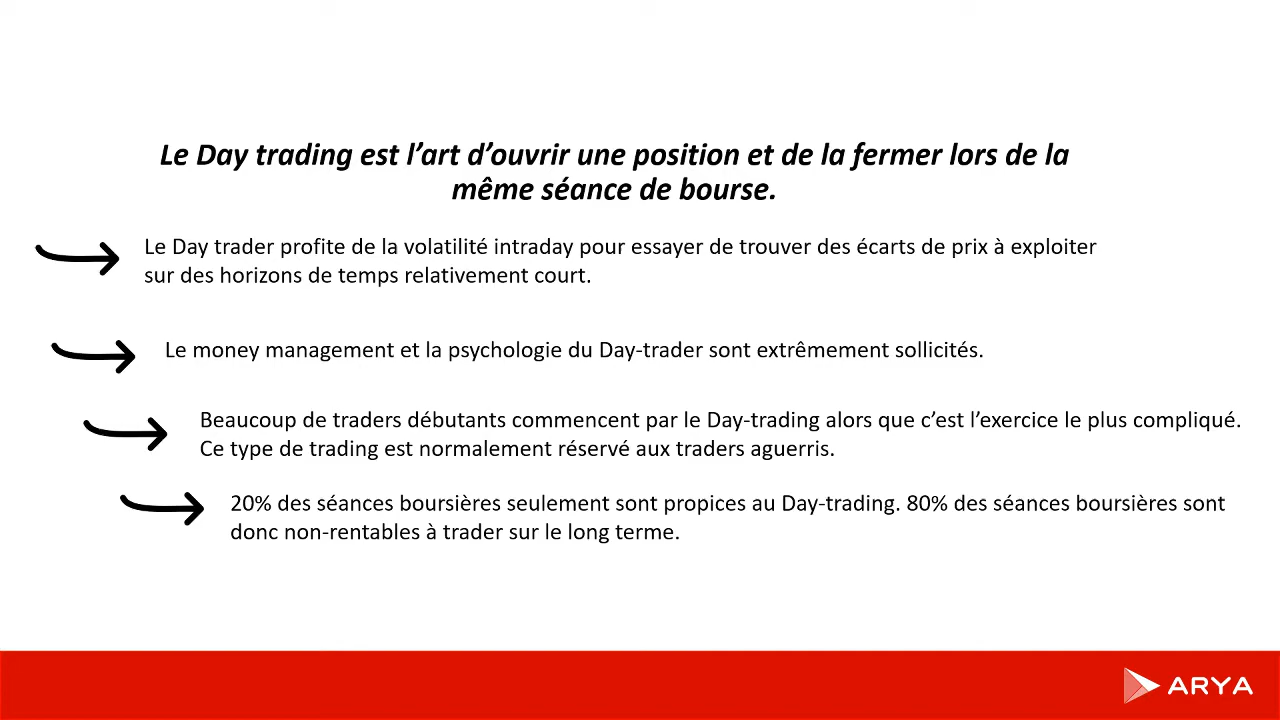 Le Day trading est l’art d’ouvrir une position et de la fermer lors de la
même séance de bourse.
Le Day trader profite de la volatilité intraday pour essayer de trouver des écarts de prix à exploiter
sur des horizons de temps relativement court.
Le money management et la psychologie du Day-trader sont extrêmement sollicités.
Beaucoup de traders débutants commencent par le Day-trading alors que c’est l’exercice le plus compliqué.
Ce type de trading est normalement réservé aux traders aguerris.
20% des séances boursières seulement sont propices au Day-trading. 80% des séances boursières sont
donc non-rentables à trader sur le long terme.
ARYA